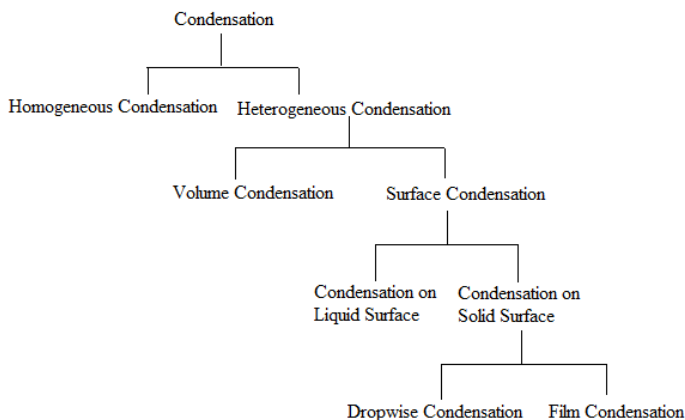 Condensation
Homogeneous Condensation
Heterogeneous Condensation
Volume Condensation
Surface Condensation
Condensation on
Liquid Surface
Condensation on
Solid Surface
Dropwise Condensation
Film Condensation